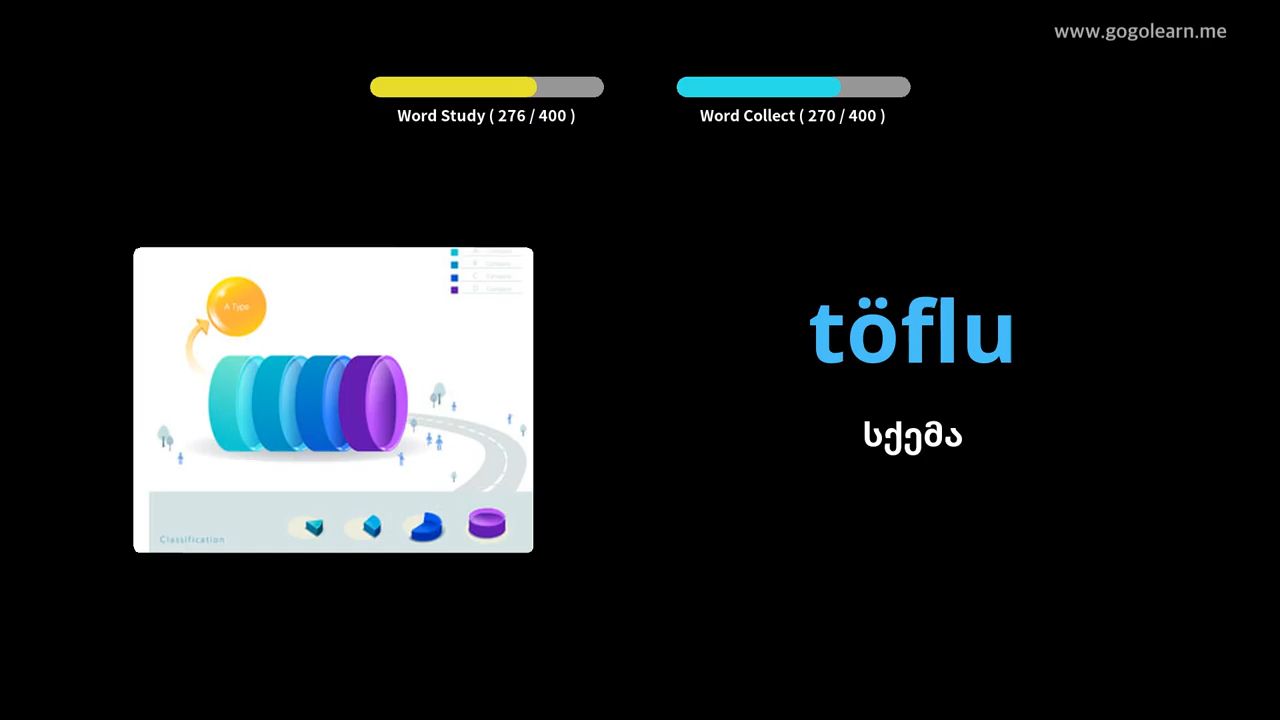 www.gogolearn.me
Word Study ( 276 / 400 )
Word Collect ( 270 / 400 )
A Type
B
C
D
töflu
სქემა
Classification